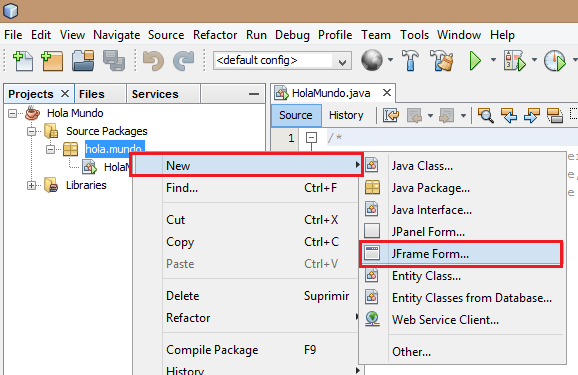 File Edit View Navigate Source Refactor Run Debug Profile Team Tools Window Help
<default config>
Projects Files Services
HolaMundo.java
Hola Mundo
Source History
Source Packages
1 /*
hola.mundo
HolaM
Libraries
New
Find... Ctrl+F
Cut Ctrl+X
Copy Ctrl+C
Paste Ctrl+V
Delete Suprimir
Refactor
Compile Package F9
History
Java Class...
Java Package...
Java Interface...
JPanel Form...
JFrame Form...
Entity Class...
Entity Classes from Database...
Web Service Client...
Other...